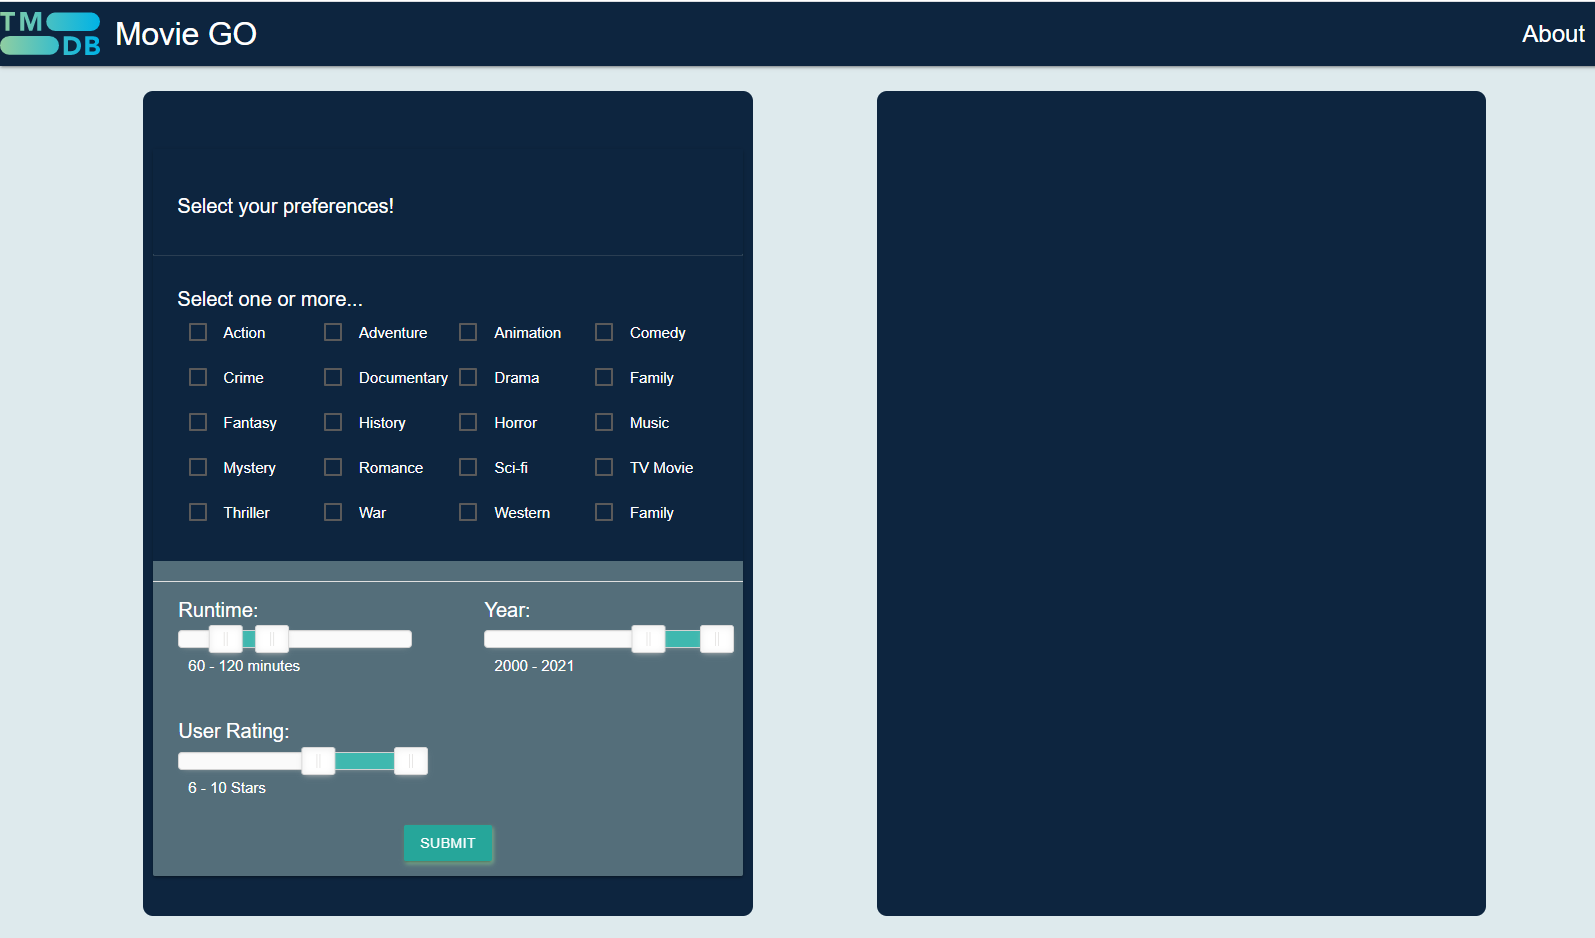 TM
DB
Movie GO
About
Select your preferences!
Select one or more...
Action Adventure Animation Comedy
Crime Documentary Drama Family
Fantasy History Horror Music
Mystery Romance Sci-fi TV Movie
Thriller War Western Family
Runtime: Year:
60 - 120 minutes 2000 - 2021
User Rating:
6 - 10 Stars
SUBMIT